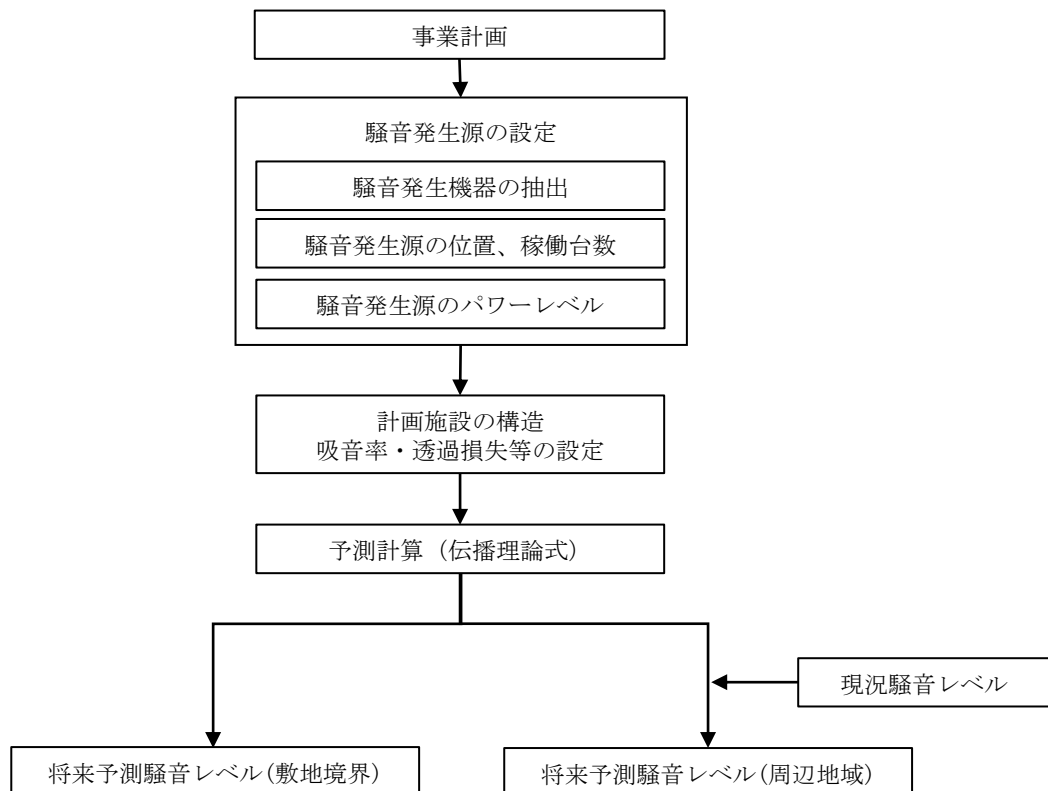 事業計画
騒音発生源の設定
騒音発生機器の抽出
騒音発生源の位置、稼働台数
騒音発生源のパワーレベル
計画施設の構造
吸音率・透過損失等の設定
予測計算（伝播理論式）
現況騒音レベル
将来予測騒音レベル(敷地境界)
将来予測騒音レベル(周辺地域)